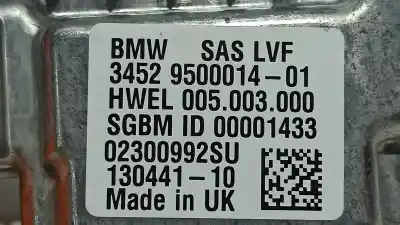 BMW SAS LVF
3452 9500014-01
HWEL 005.003.000
SGBM ID 00001433
02300992SU
130441-10
Made in UK